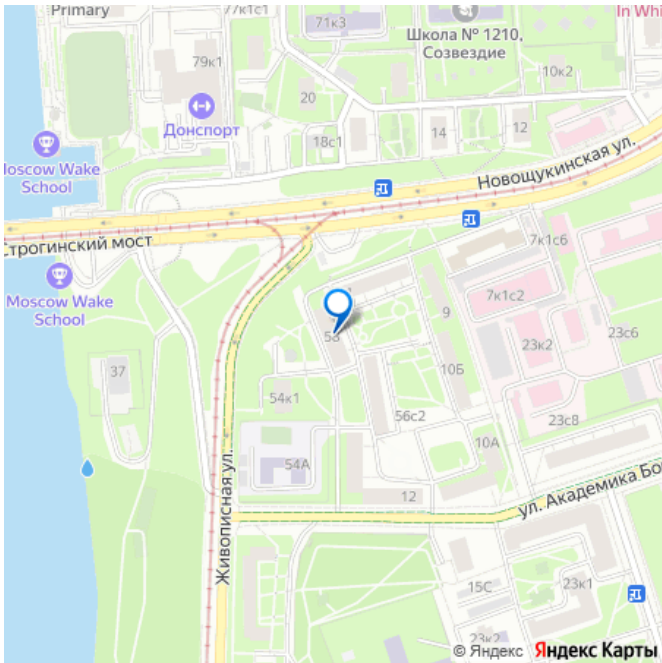 Primary
77к1с1
71к3
Школа № 1210,
Созвездие
In Whi
79к1
10к2
20
Донспорт
18с1
14
12
Moscow Wake
School
Новощукинская ул.
Строгинский мост
7к1с6
Moscow Wake
School
7к1с2
9
58
23с6
23к2
37
10Б
54к1
56с2
23с8
10А
54А
12
ул. Академика Бо
Живописная ул.
15С
23к1
23к2
© Яндекс Яндекс Карты